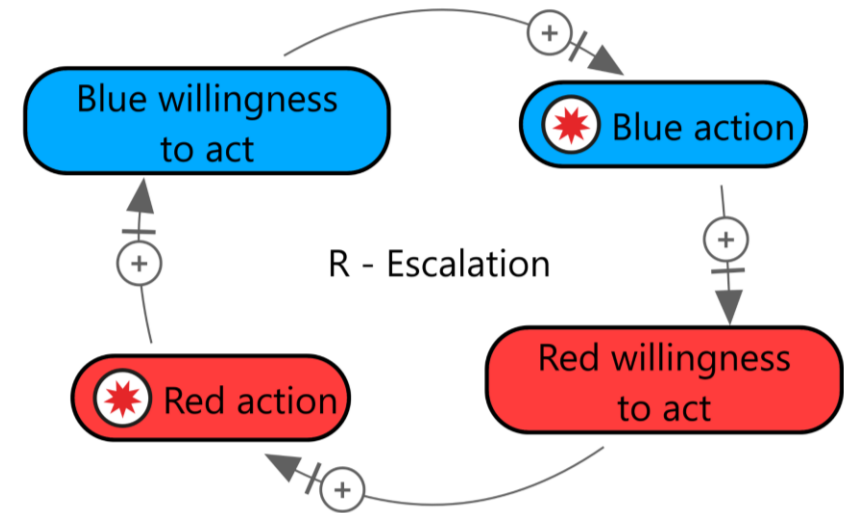 +
Blue willingness
to act
Blue action
+
+
R - Escalation
Red willingness
to act
Red action
+